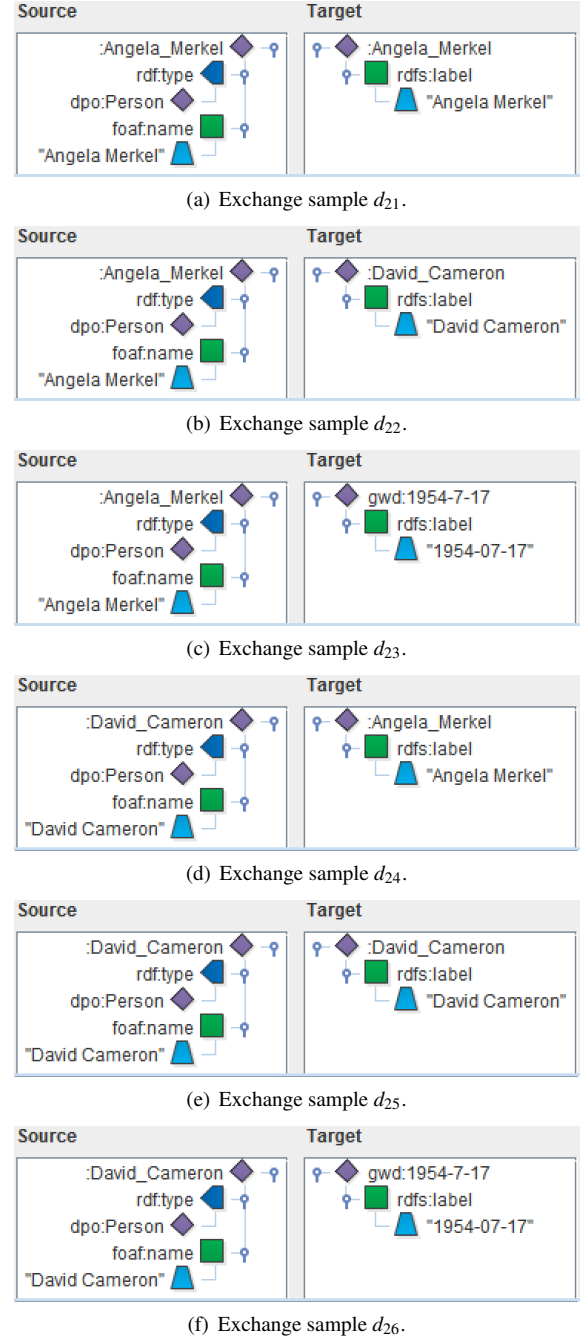 Source Target
:Angela_Merkel :Angela_Merkel
rdf:type rdfs:label
dpo:Person "Angela Merkel"
foaf:name
"Angela Merkel"
(a) Exchange sample d21.
Source Target
:Angela_Merkel :David_Cameron
rdf:type rdfs:label
dpo:Person "David Cameron"
foaf:name
"Angela Merkel"
(b) Exchange sample d22.
Source Target
:Angela_Merkel gwd:1954-7-17
rdf:type rdfs:label
dpo:Person "1954-07-17"
foaf:name
"Angela Merkel"
(c) Exchange sample d23.
Source Target
:David_Cameron :Angela_Merkel
rdf:type rdfs:label
dpo:Person "Angela Merkel"
foaf:name
"David Cameron"
(d) Exchange sample d24.
Source Target
:David_Cameron :David_Cameron
rdf:type rdfs:label
dpo:Person "David Cameron"
foaf:name
"David Cameron"
(e) Exchange sample d25.
Source Target
:David_Cameron gwd:1954-7-17
rdf:type rdfs:label
dpo:Person "1954-07-17"
foaf:name
"David Cameron"
(f) Exchange sample d26.